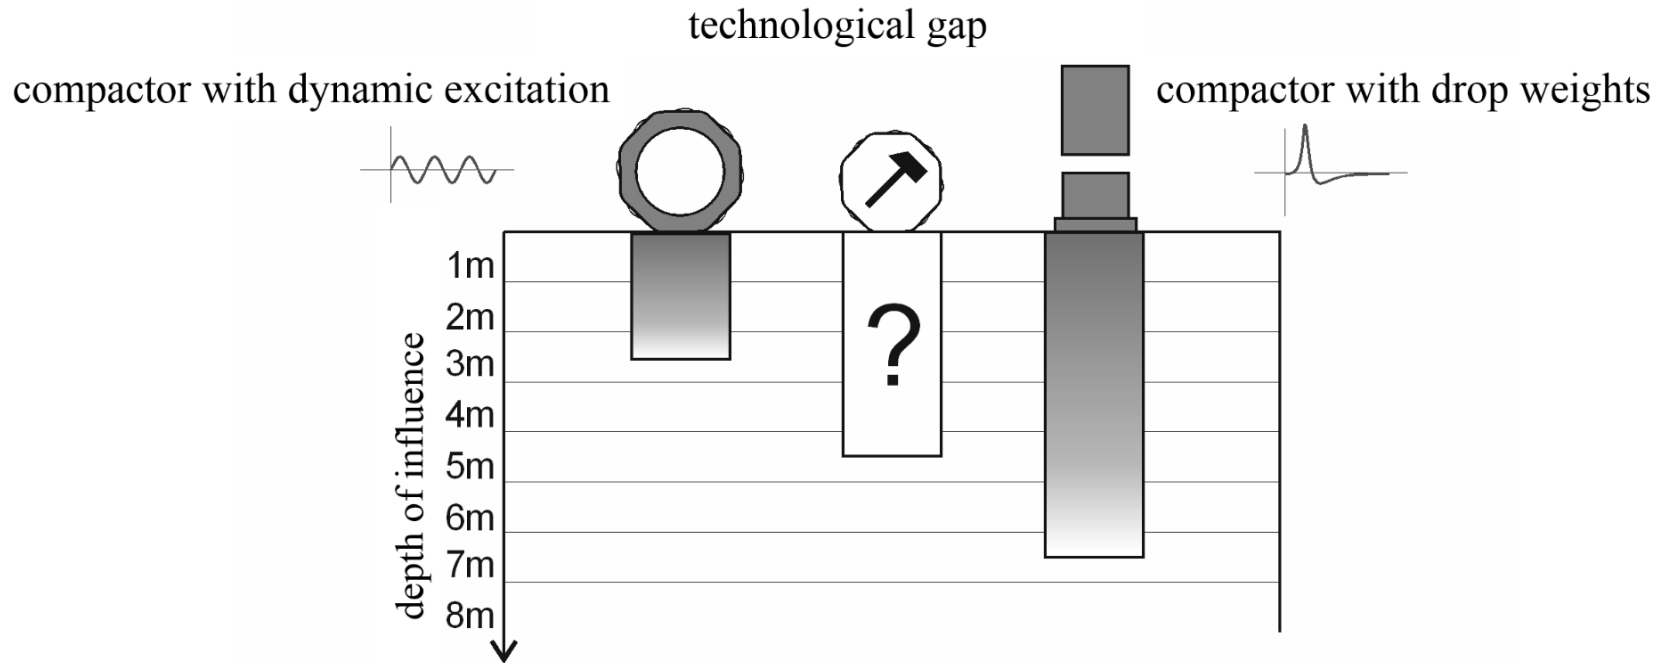 technological gap
compactor with dynamic excitation
compactor with drop weights
1m
2m
3m
4m
5m
6m
7m
8m
depth of influence
?